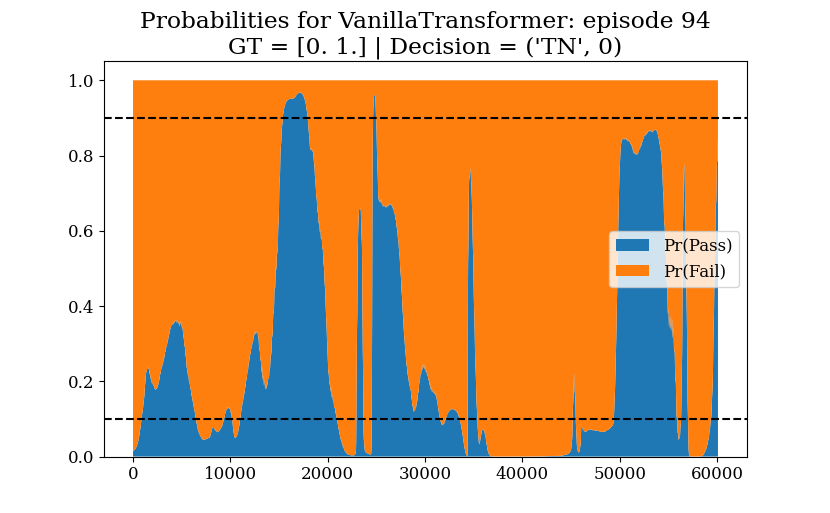 Probabilities for VanillaTransformer: episode 94
GT = [0. 1.] | Decision = ('TN', 0)
1.0
0.8
0.6
0.4
0.2
0.0
Pr(Pass)
Pr(Fail)
0 10000 20000 30000 40000 50000 60000